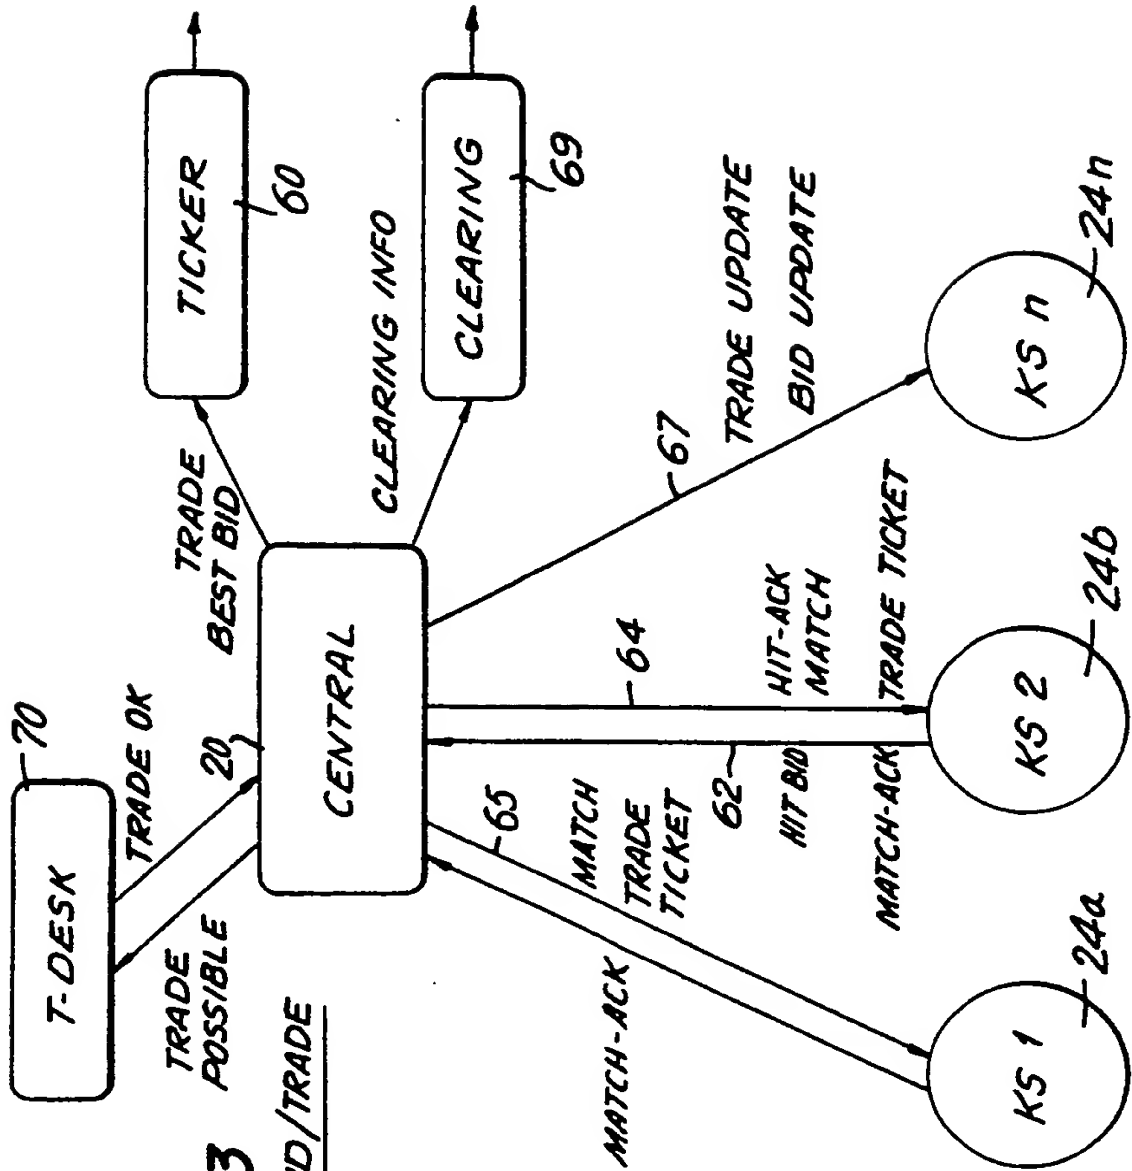 T-DESK
70
TRADE OK
TRADE
POSSIBLE
20
CENTRAL
TRADE
BEST BID
TICKER
60
CLEARING INFO
CLEARING
69
3
/TRADE
MATCH-ACK
65
MATCH
TRADE
TICKET
62
HIT BID
MATCH-ACK
64
HIT-ACK
MATCH
TRADE TICKET
67
TRADE UPDATE
BID UPDATE
KS 1
24a
KS 2
24b
KS n
24n